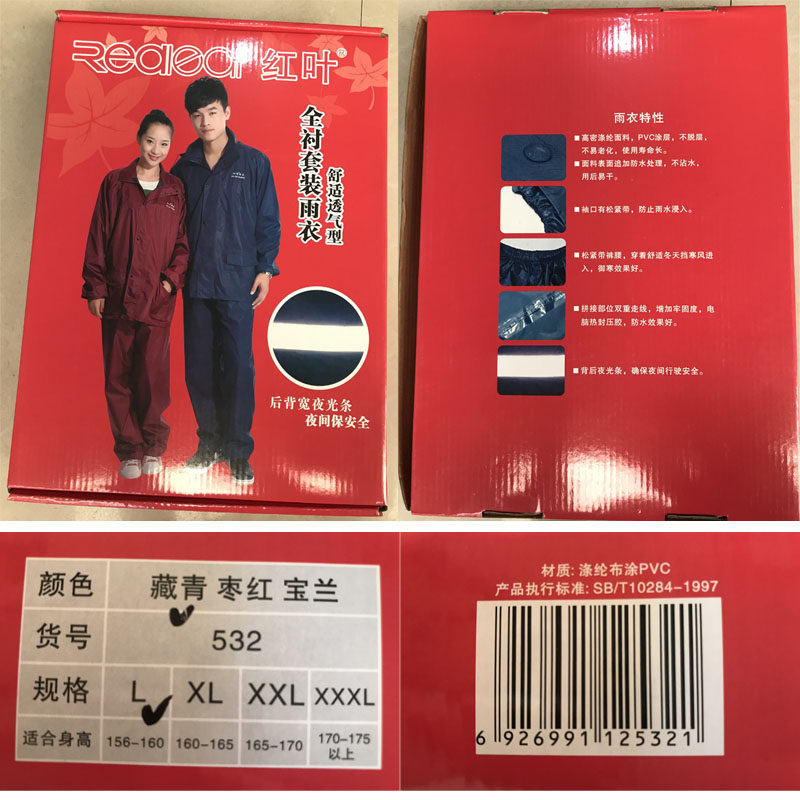 Realeaf 红叶
全衬套装雨衣
舒适透气型
后背宽夜光条
夜间保安全
雨衣特性
■高密涤纶面料，PVC涂层，不脱层，
不易老化，使用寿命长。
■面料表面追加防水处理，不沾水，
用后易干。
■袖口有松紧带，防止雨水浸入。
■松紧带裤腰，穿着舒适冬天挡寒风进
入，御寒效果好。
■拼接部位双重走线，增加牢固度，电
脑热封压胶，防水效果好。
■背后夜光条，确保夜间行驶安全。
颜色 藏青 枣红 宝兰
货号 532
规格 L XL XXL XXXL
适合身高 156-160 160-165 165-170 170-175
以上
材质: 涤纶布涂PVC
产品执行标准: SB/T10284-1997
6 926991 125321